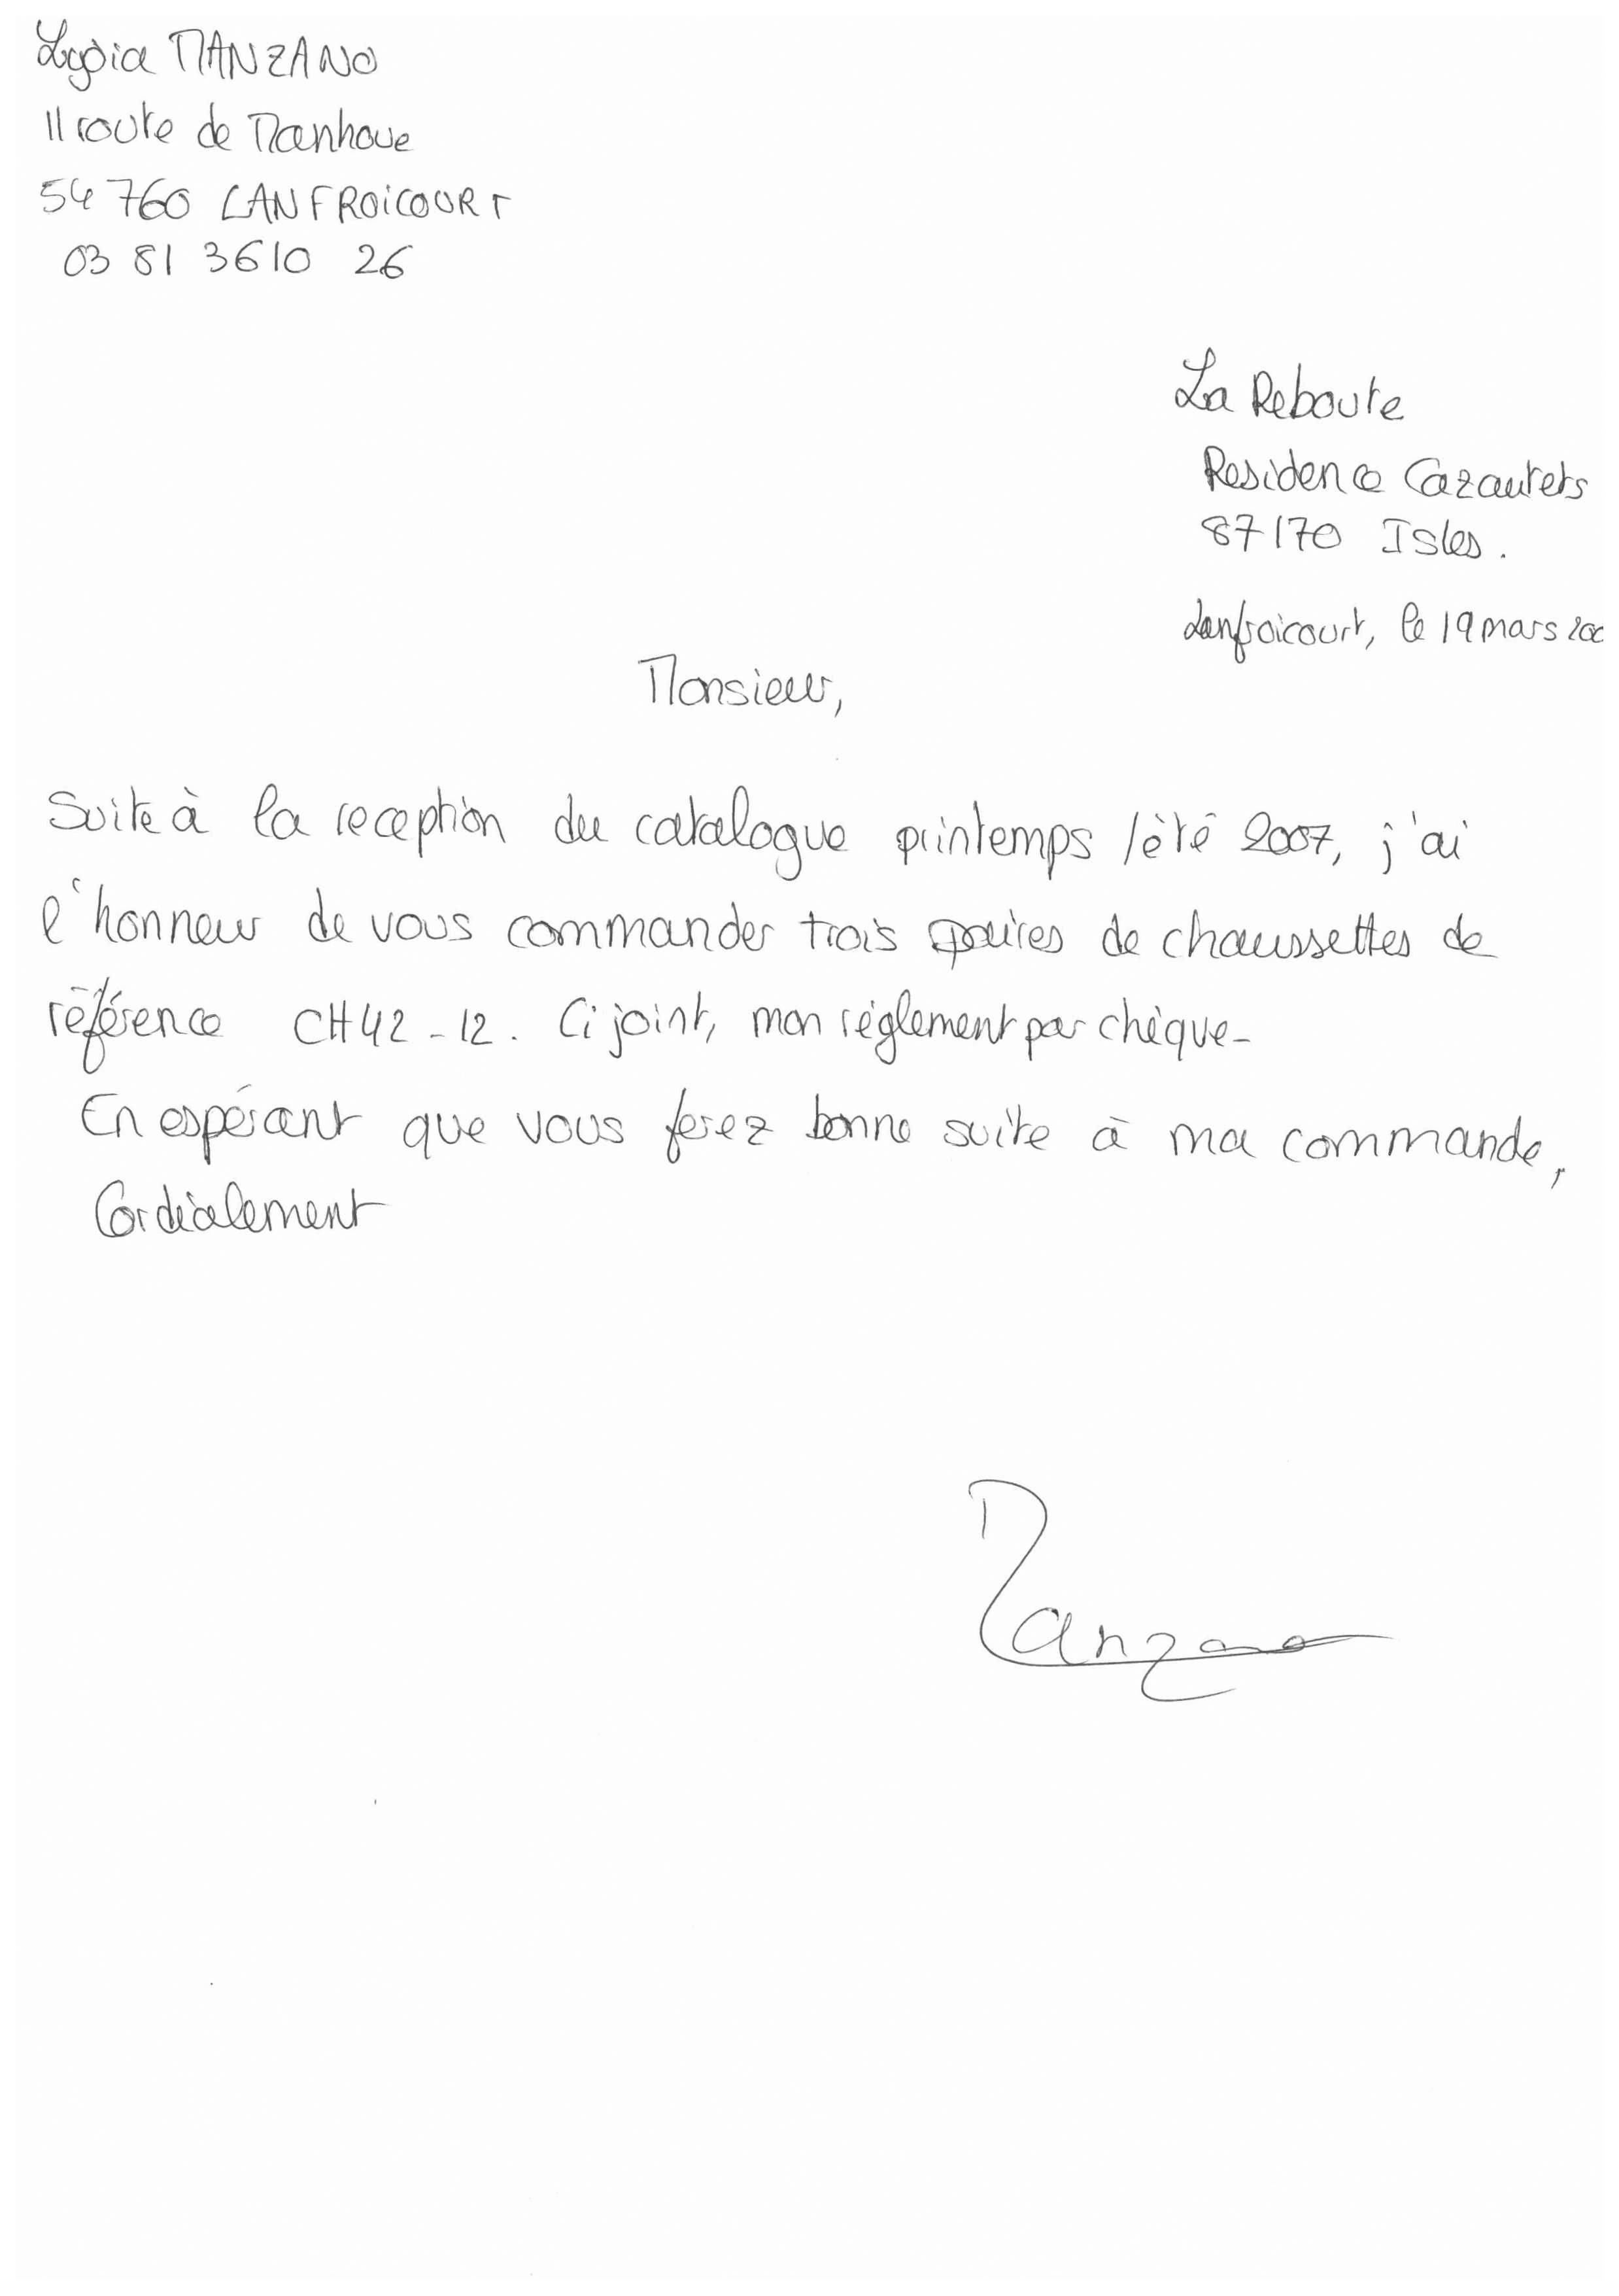 Lydia MANZANO
11 route de Manhoue
54 760 LANFROICOURT
03 81 36 10 26
La Reboute
Residence Cazautets
87170 Isles.
Lanfroicourt, le 19 mars 200
Monsieur,
Suite à la reception du catalogue printemps /été 2007, j'ai
l'honneur de vous commander trois paires de chaussettes de
référence CH42-12. Ci joint, mon réglement par chèque-
En espérant que vous ferez bonne suite à ma commande,
Cordialement
Manzano